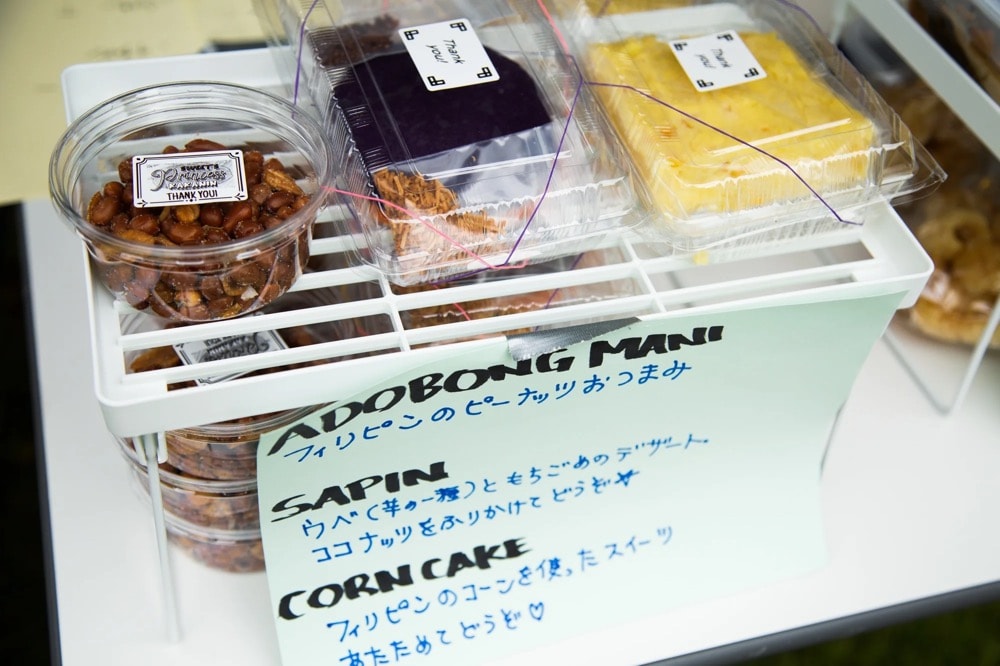 Thank you!
Thank you!
SWEET'S
Princess
KAKANIN
THANK YOU!
ADOBONG MANI
フィリピンのピーナッツおつまみ
SAPIN
ウベ(芋の一種)ともちごめのデザート。
ココナッツをふりかけてどうぞ★
CORN CAKE
フィリピンのコーンを使ったスイーツ
あたためてどうぞ♡